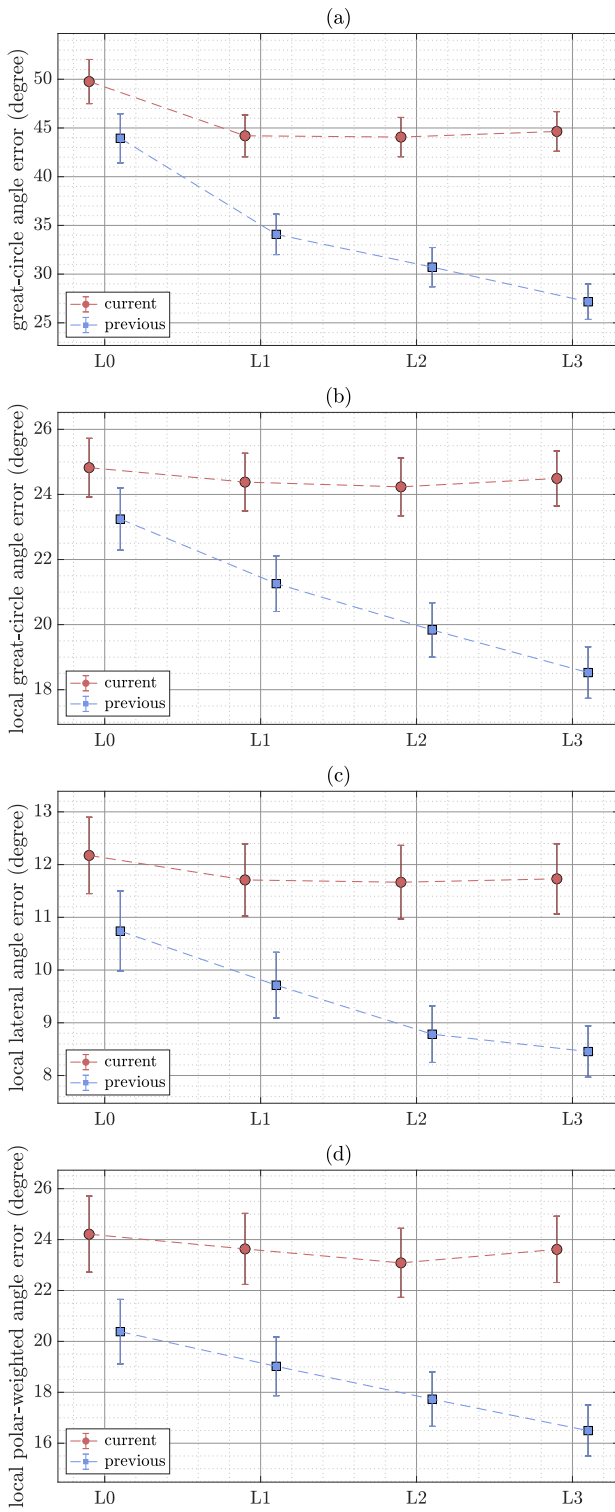 (a)
great-circle angle error (degree)
50
45
40
35
30
25
current
previous
L0 L1 L2 L3
(b)
local great-circle angle error (degree)
26
24
22
20
18
current
previous
L0 L1 L2 L3
(c)
local lateral angle error (degree)
13
12
11
10
9
8
current
previous
L0 L1 L2 L3
(d)
local polar-weighted angle error (degree)
26
24
22
20
18
16
current
previous
L0 L1 L2 L3